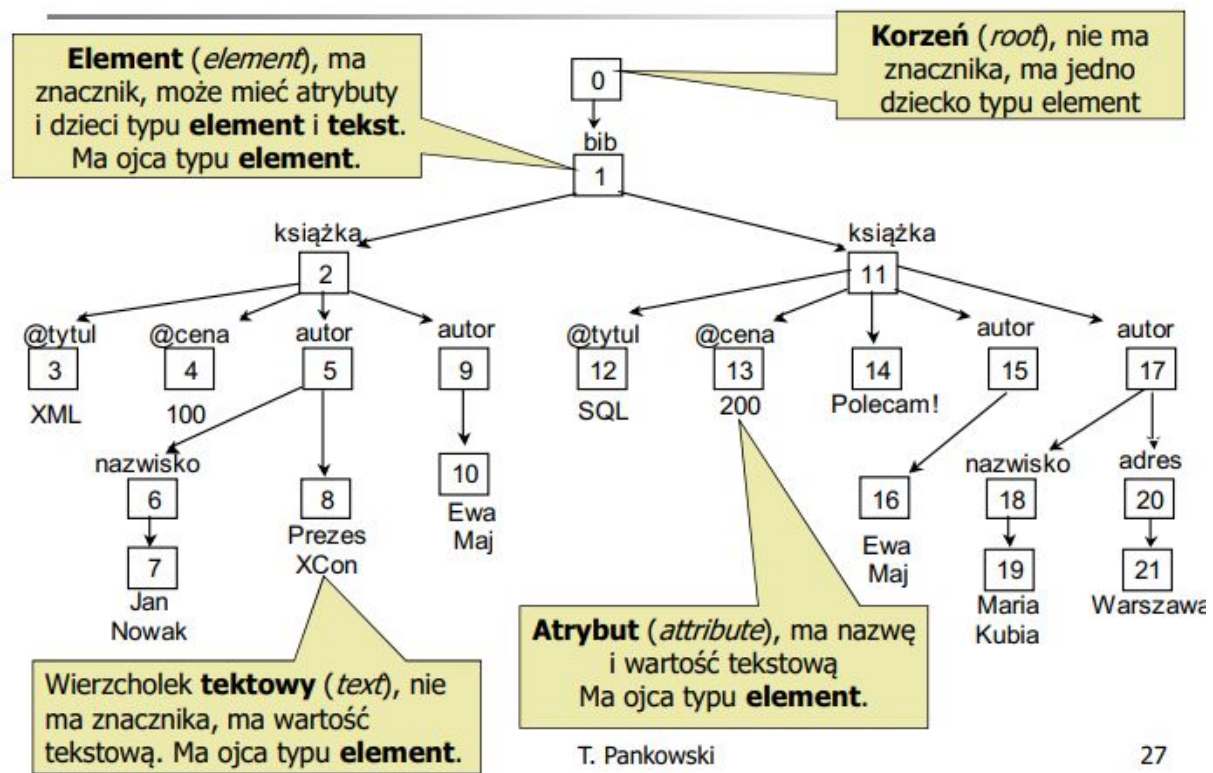 Element (element), ma
znacznik, może mieć atrybuty
i dzieci typu element i tekst.
Ma ojca typu element.
Korzeń (root), nie ma
znacznika, ma jedno
dziecko typu element
0
bib
1
książka
książka
2
11
@tytul
@cena
autor
autor
@tytul
@cena
autor
autor
3
4
5
9
12
13
14
15
17
XML
100
SQL
200
Polecam!
nazwisko
nazwisko
adres
6
8
10
16
18
20
Prezes
XCon
Ewa
Maj
Ewa
Maj
7
19
21
Jan
Nowak
Maria
Kubia
Warszawa
Wierzcholek tektowy (text), nie
ma znacznika, ma wartość
tekstową. Ma ojca typu element.
Atrybut (attribute), ma nazwę
i wartość tekstową
Ma ojca typu element.
T. Pankowski
27